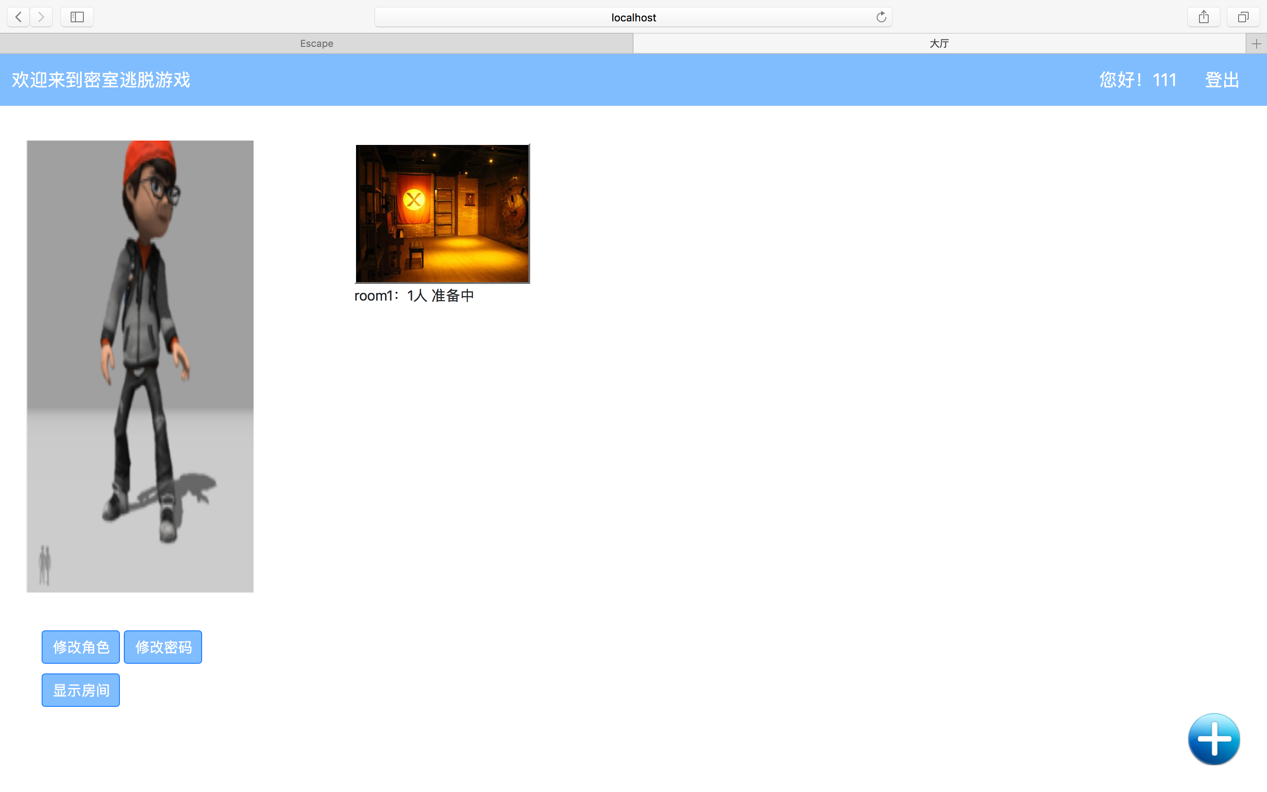 localhost
Escape
大厅
欢迎来到密室逃脱游戏
您好！111 登出
room1：1人 准备中
修改角色 修改密码
显示房间